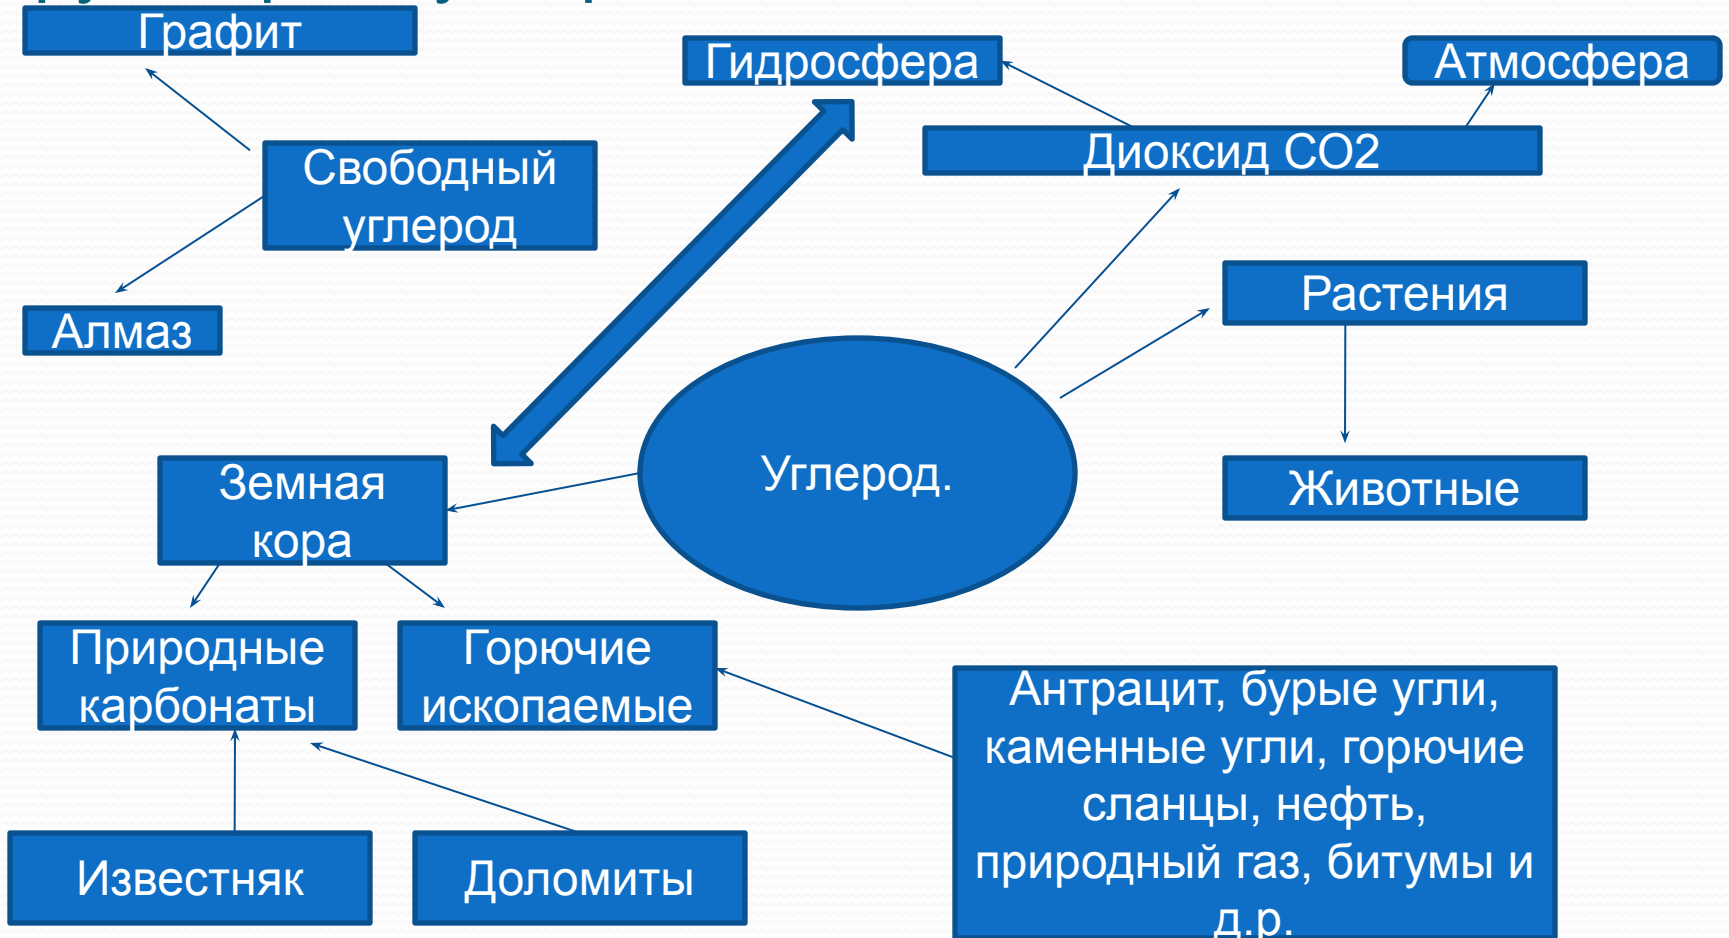 Графит
Гидросфера
Атмосфера
Диоксид СО2
Свободный
углерод
Растения
Алмаз
Углерод.
Земная
кора
Животные
Природные
карбонаты
Горючие
ископаемые
Антрацит, бурые угли,
каменные угли, горючие
сланцы, нефть,
природный газ, битумы и
д.р.
Известняк
Доломиты